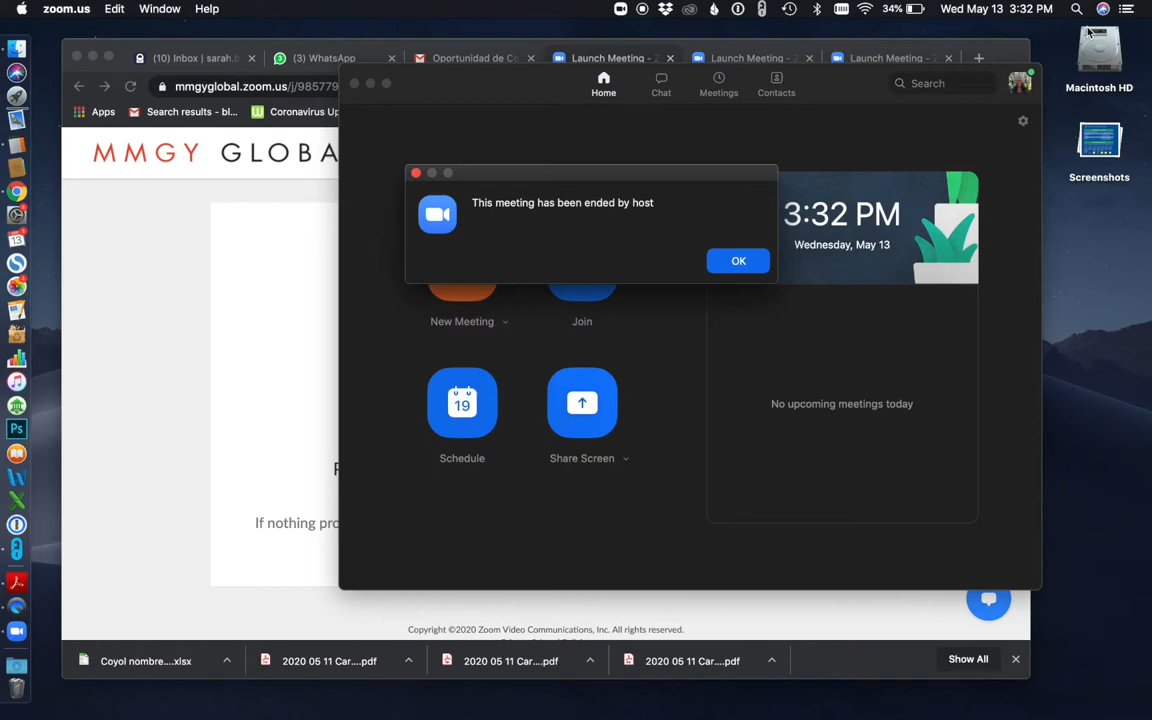 zoom.us Edit Window Help 34% Wed May 13 3:32 PM
(10) Inbox | sarah.b × (3) WhatsApp × Oportunidad de Co × Launch Meeting - Z × Launch Meeting - Z × Launch Meeting - Z × +
mmgyglobal.zoom.us/j/985779
Apps Search results - bl... Coronavirus Up
Home Chat Meetings Contacts
Search
MMGY GLOBA
This meeting has been ended by host
OK
3:32 PM
Wednesday, May 13
New Meeting Join
19
Schedule Share Screen
No upcoming meetings today
If nothing pro
Copyright ©2020 Zoom Video Communications, Inc. All rights reserved.
Coyol nombre....xlsx 2020 05 11 Car....pdf 2020 05 11 Car....pdf 2020 05 11 Car....pdf Show All
Macintosh HD
Screenshots
13
Ps